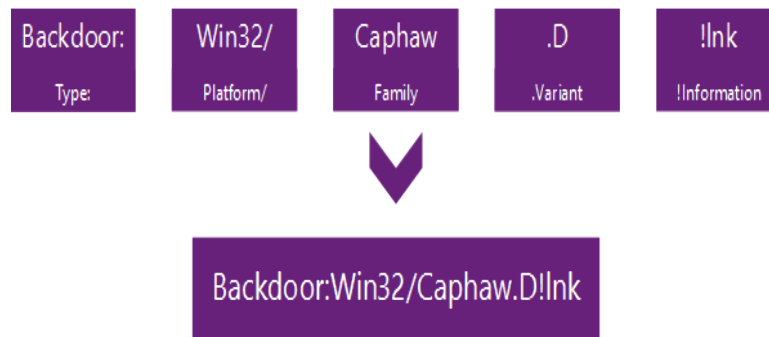 Backdoor:
Type:
Win32/
Platform/
Caphaw
Family
.D
.Variant
!lnk
!Information
Backdoor:Win32/Caphaw.D!lnk